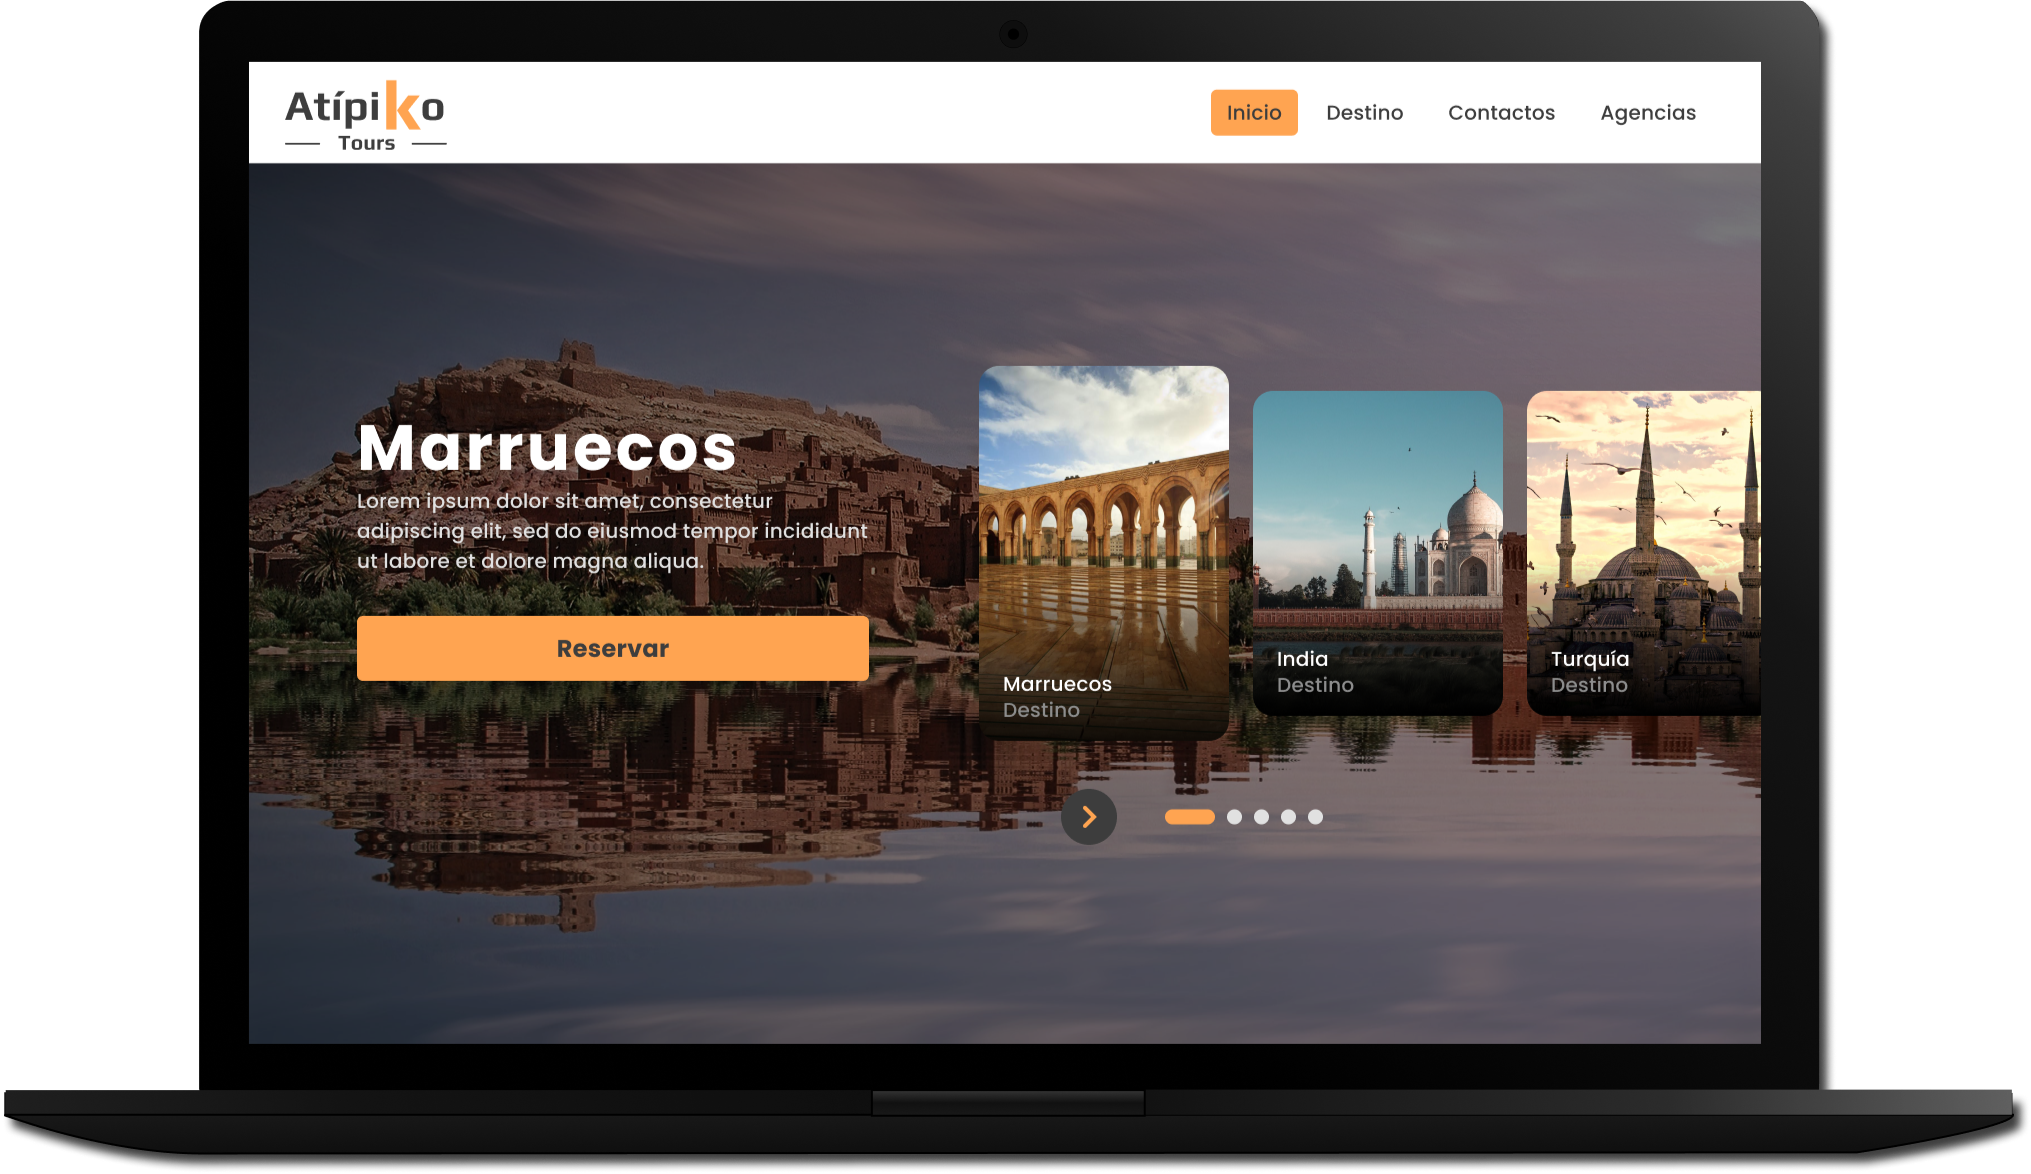 Atípiko
Tours
Inicio
Destino
Contactos
Agencias
Marruecos
Lorem ipsum dolor sit amet, consectetur
adipiscing elit, sed do eiusmod tempor incididunt
ut labore et dolore magna aliqua.
Reservar
Marruecos
Destino
India
Destino
Turquía
Destino